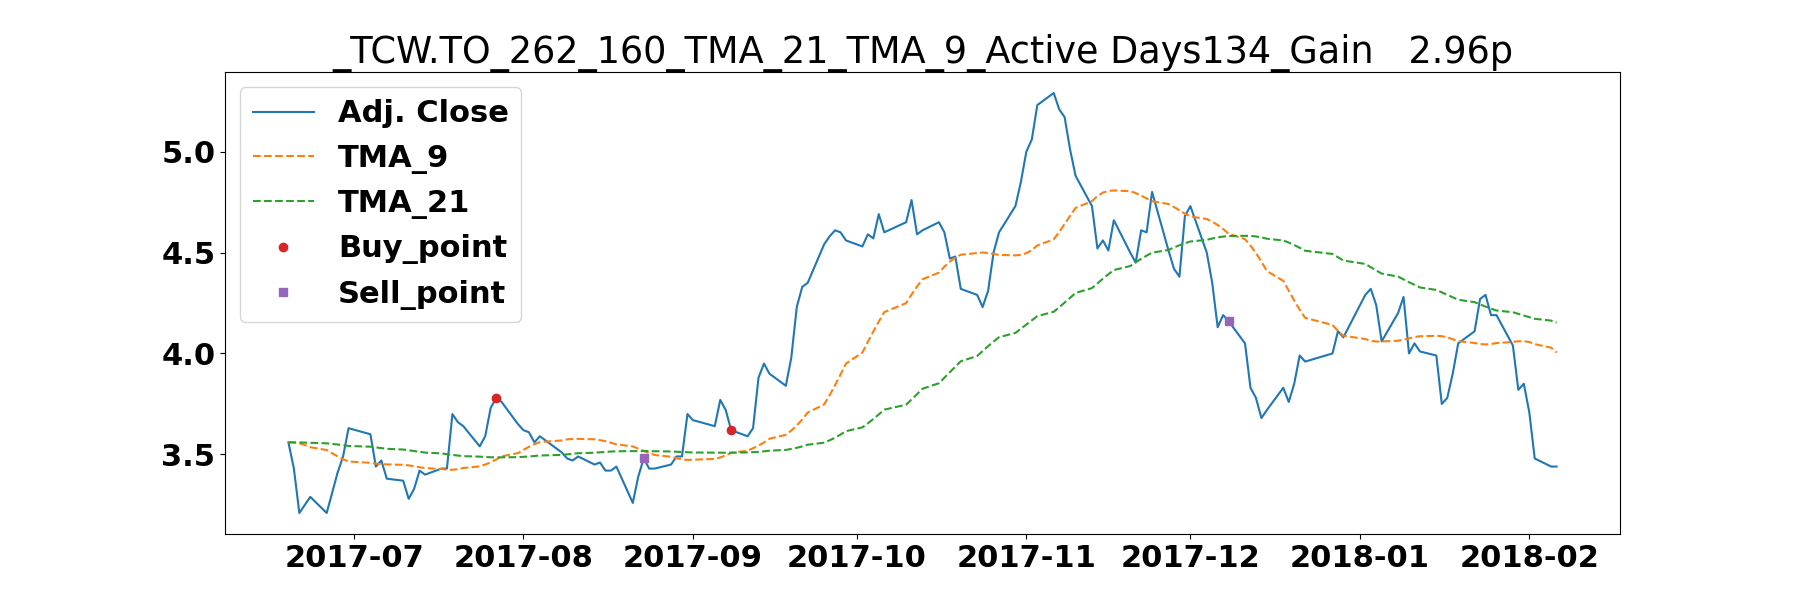 _TCW.TO_262_160_TMA_21_TMA_9_Active Days134_Gain   2.96p
Adj. Close
TMA_9
TMA_21
Buy_point
Sell_point
5.0
4.5
4.0
3.5
2017-07 2017-08 2017-09 2017-10 2017-11 2017-12 2018-01 2018-02